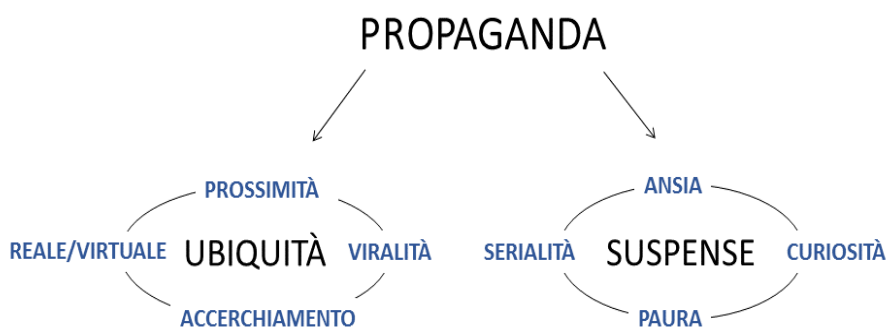 PROPAGANDA
PROSSIMITÀ
REALE/VIRTUALE UBIQUITÀ VIRALITÀ
ACCERCHIAMENTO
ANSIA
SERIALITÀ SUSPENSE CURIOSITÀ
PAURA